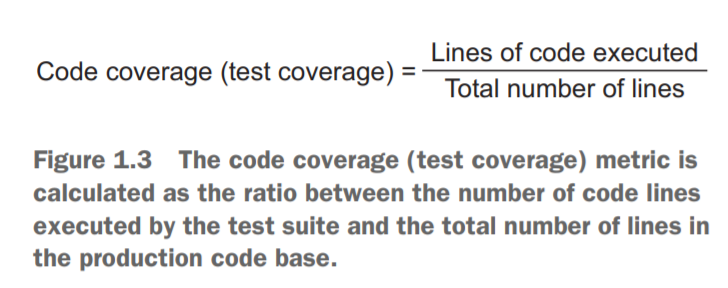 Code coverage (test coverage) = Lines of code executed
Total number of lines
Figure 1.3 The code coverage (test coverage) metric is
calculated as the ratio between the number of code lines
executed by the test suite and the total number of lines in
the production code base.